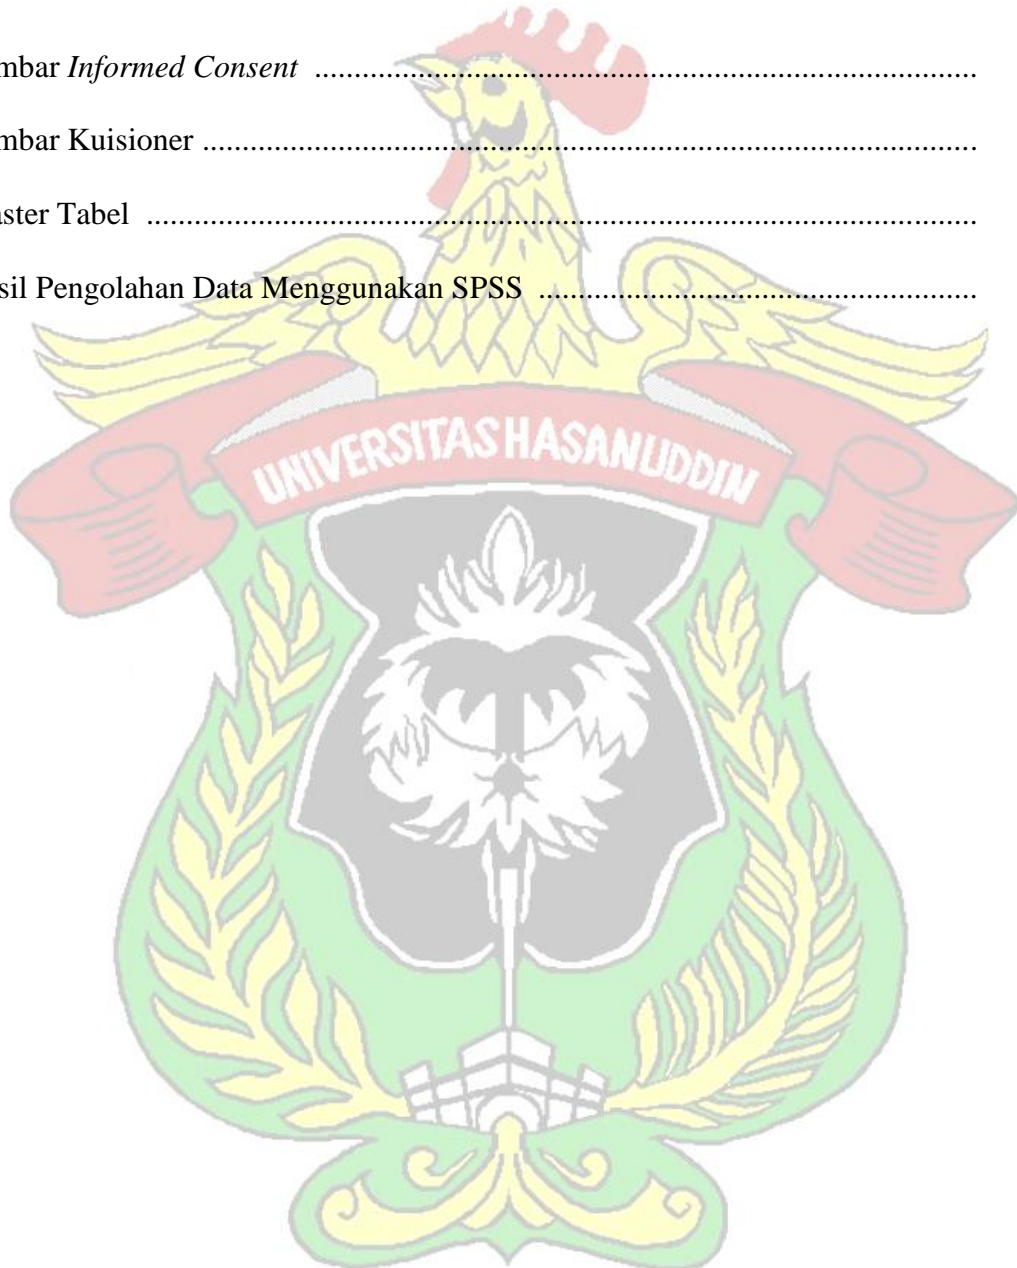 mbar Informed Consent ....................................................................................
mbar Kuisioner ..................................................................................................
aster Tabel ........................................................................................................
sil Pengolahan Data Menggunakan SPSS .......................................................
UNIVERSITAS HASANUDDIN